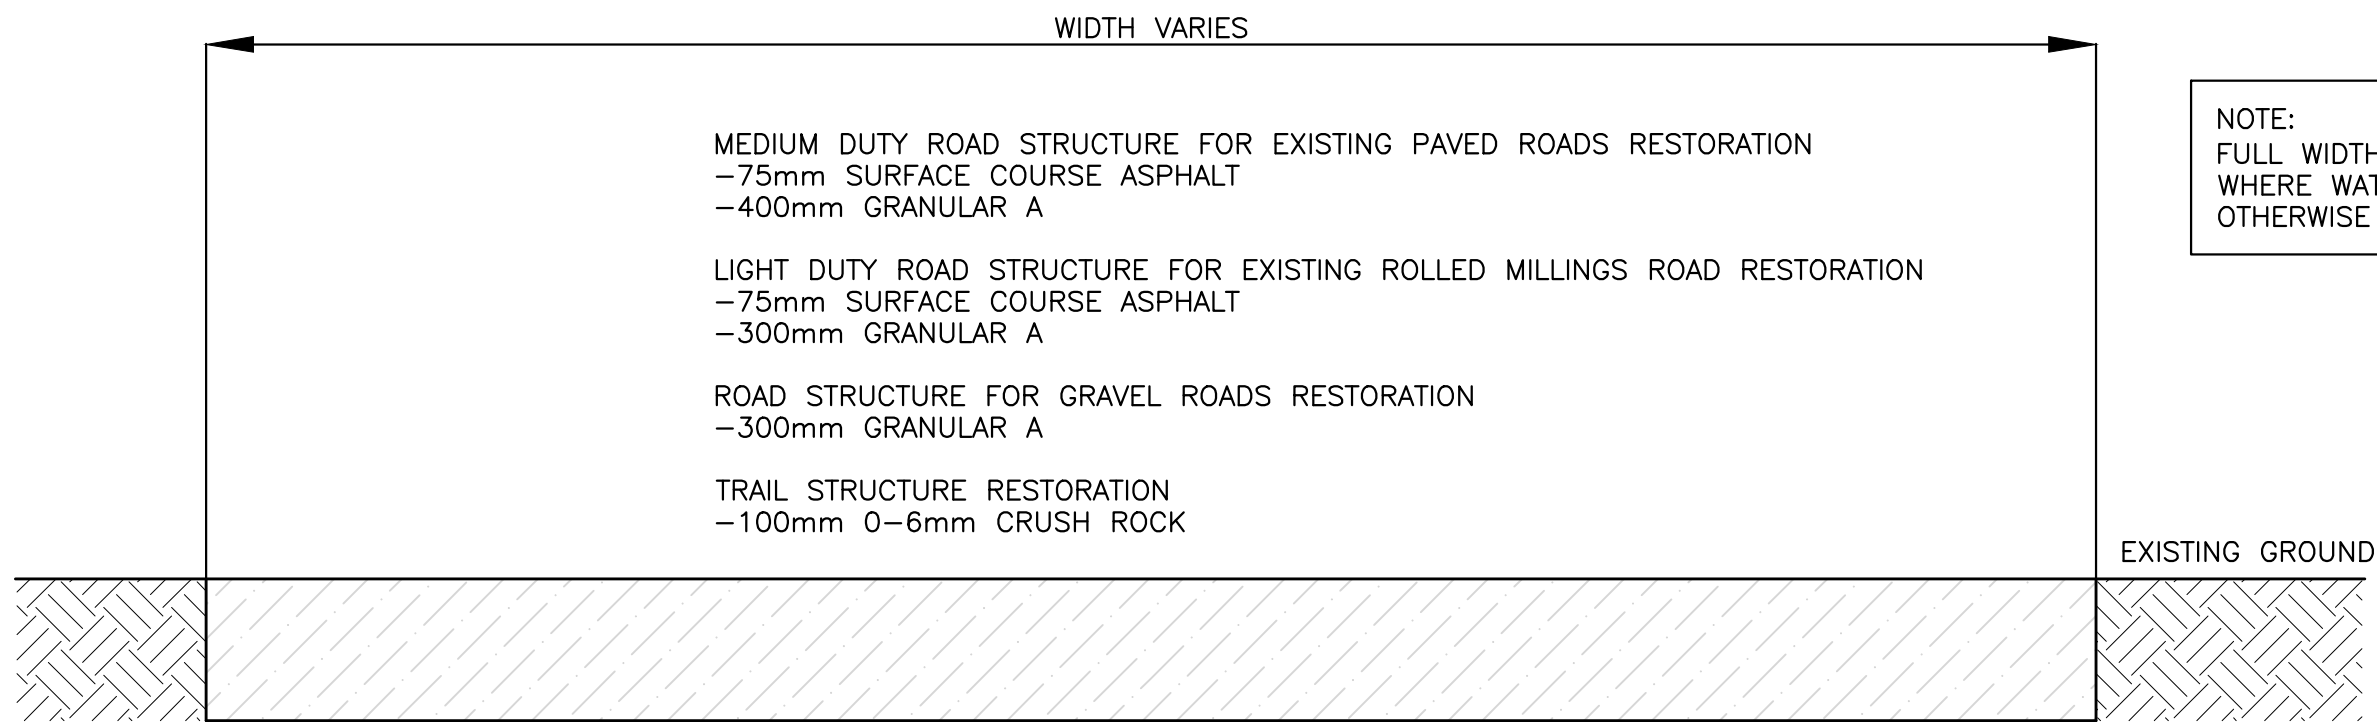 WIDTH VARIES
MEDIUM DUTY ROAD STRUCTURE FOR EXISTING PAVED ROADS RESTORATION
-75mm SURFACE COURSE ASPHALT
-400mm GRANULAR A
LIGHT DUTY ROAD STRUCTURE FOR EXISTING ROLLED MILLINGS ROAD RESTORATION
-75mm SURFACE COURSE ASPHALT
-300mm GRANULAR A
ROAD STRUCTURE FOR GRAVEL ROADS RESTORATION
-300mm GRANULAR A
TRAIL STRUCTURE RESTORATION
-100mm 0-6mm CRUSH ROCK
NOTE:
FULL WIDTH
WHERE
OTHERWISE
EXISTING GROUND